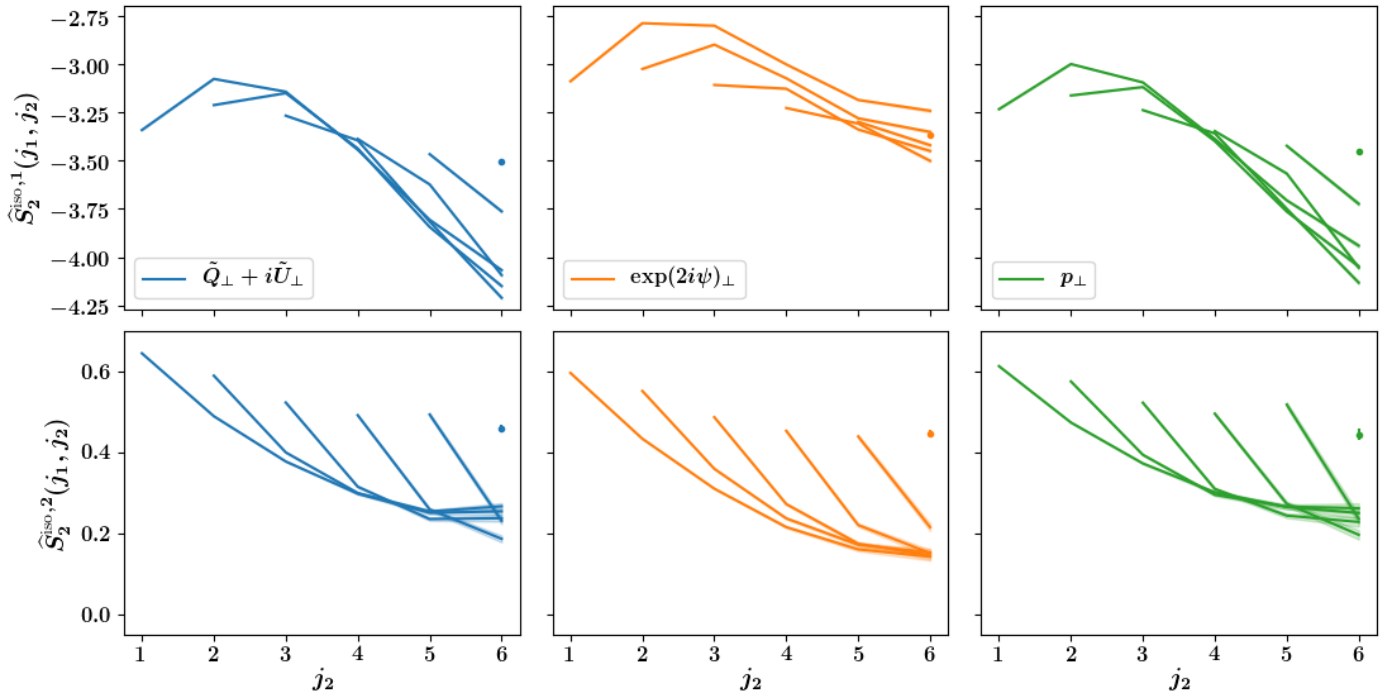 Ŝ₂^{iso,1}(j₁, j₂)
−2.75
−3.00
−3.25
−3.50
−3.75
−4.00
−4.25
Q̃⊥ + iŨ⊥
exp(2iψ)⊥
p⊥
Ŝ₂^{iso,2}(j₁, j₂)
0.6
0.4
0.2
0.0
1 2 3 4 5 6
1 2 3 4 5 6
1 2 3 4 5 6
j₂
j₂
j₂